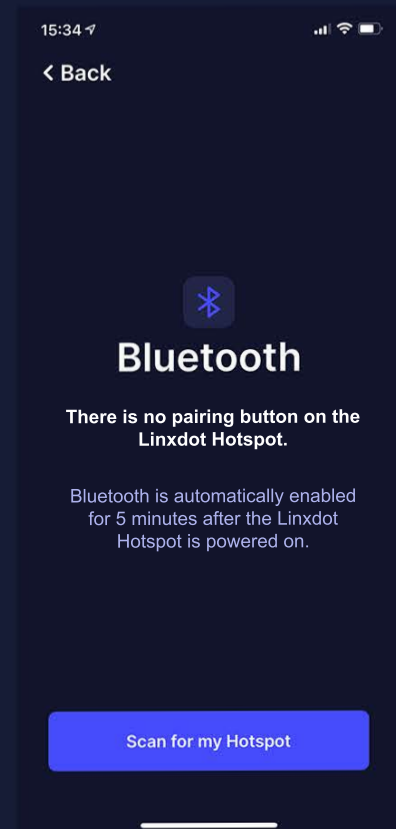 15:34
Back
Bluetooth
There is no pairing button on the
Linxdot Hotspot.
Bluetooth is automatically enabled
for 5 minutes after the Linxdot
Hotspot is powered on.
Scan for my Hotspot